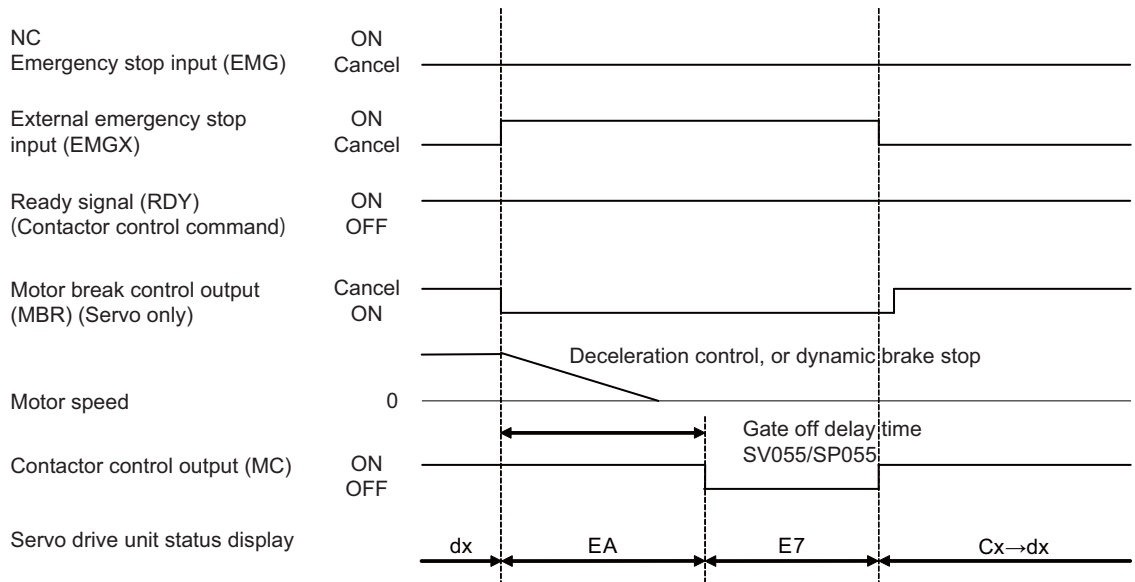 NC
Emergency stop input (EMG)
ON
Cancel
External emergency stop
input (EMGX)
ON
Cancel
Ready signal (RDY)
(Contactor control command)
ON
OFF
Motor break control output
(MBR) (Servo only)
Cancel
ON
Deceleration control, or dynamic brake stop
Motor speed
0
Gate off delay time
SV055/SP055
Contactor control output (MC)
ON
OFF
Servo drive unit status display
dx
EA
E7
Cx→dx